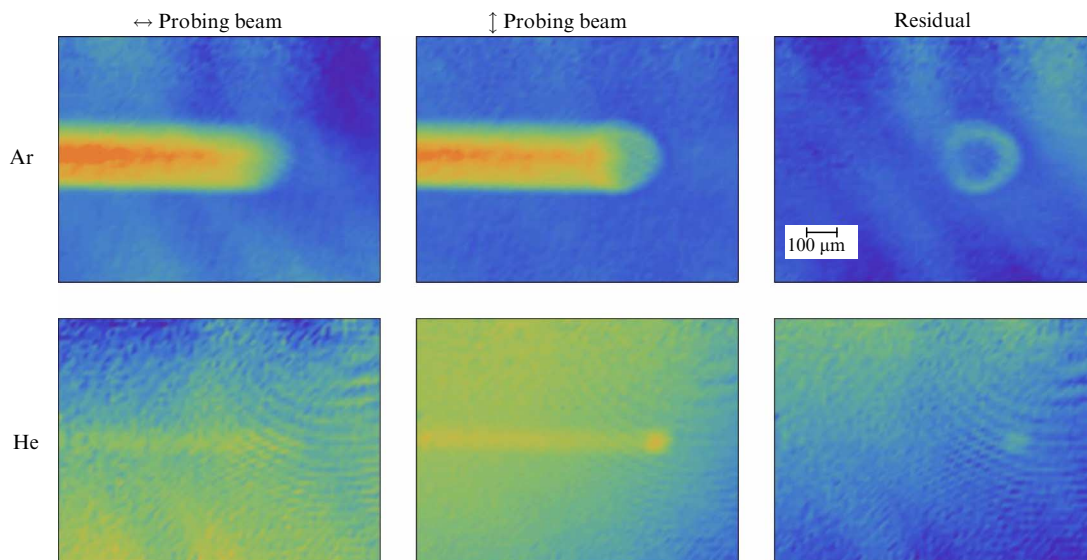 ↔ Probing beam
↕ Probing beam
Residual
Ar
100 μm
He